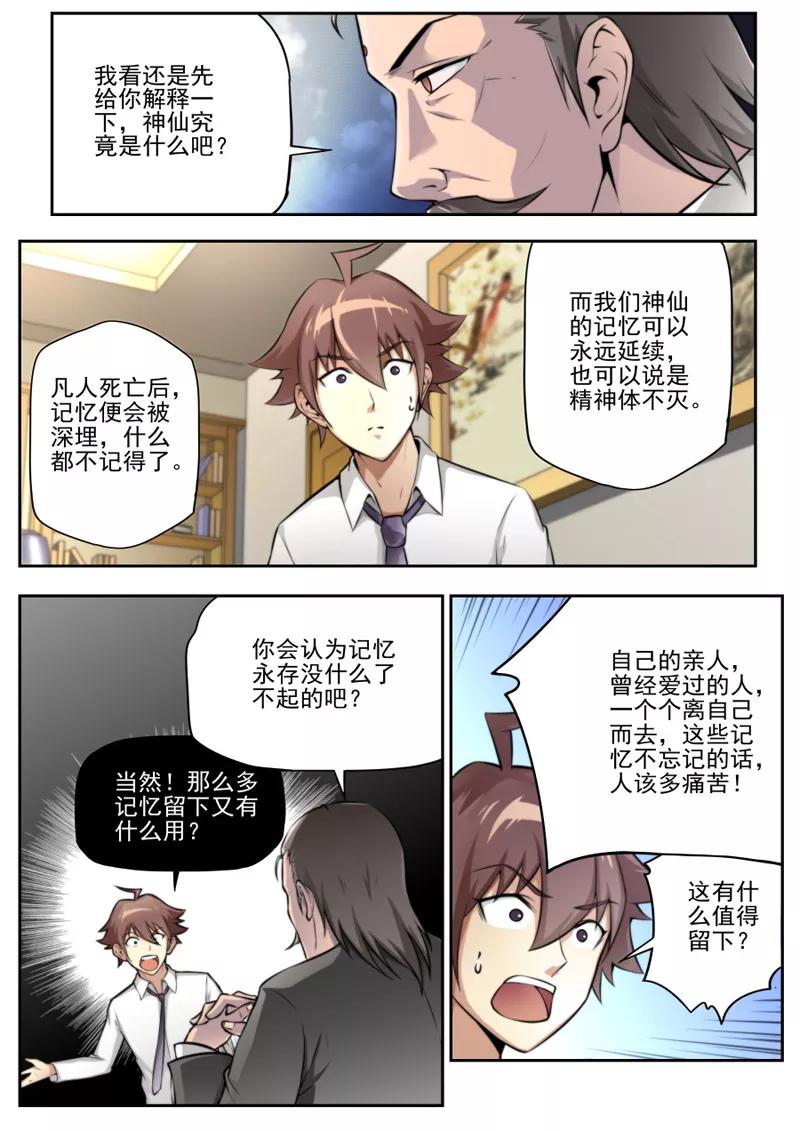 我看还是先
给你解释一
下，神仙究
竟是什么吧？
凡人死亡后，
记忆便会被
深埋，什么
都不记得了。
而我们神仙
的记忆可以
永远延续，
也可以说是
精神体不灭。
你会认为记忆
永存没什么了
不起的吧？
当然！那么多
记忆留下又有
什么用？
自己的亲人，
曾经爱过的人，
一个个离自己
而去，这些记
忆不忘记的话，
人该多痛苦！
这有什
么值得
留下？